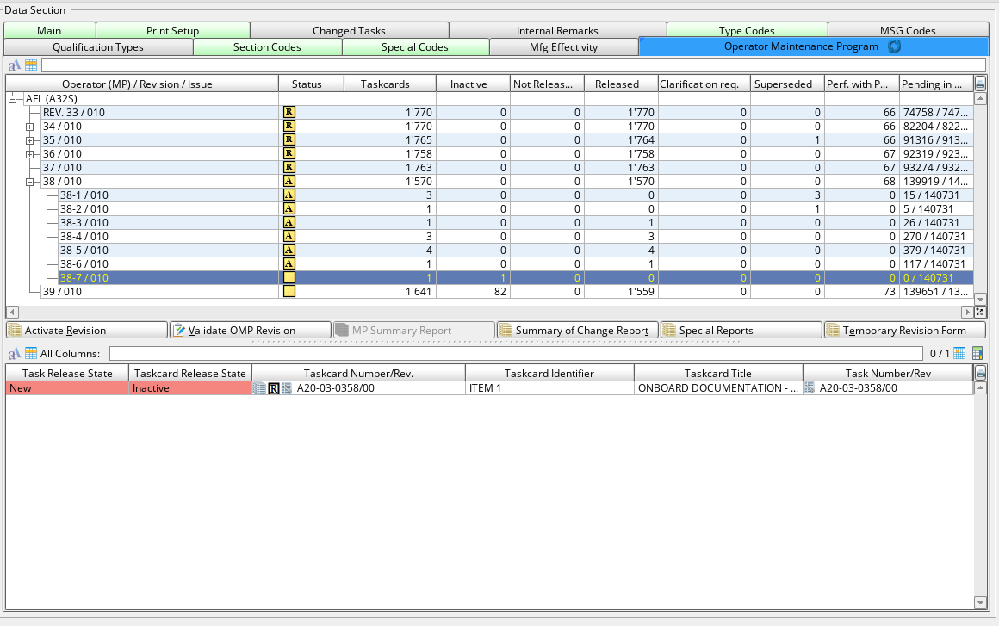 Data Section
Main Print Setup Changed Tasks Internal Remarks Type Codes MSG Codes
Qualification Types Section Codes Special Codes Mfg Effectivity Operator Maintenance Program
Operator (MP) / Revision / Issue Status Taskcards Inactive Not Releas... Released Clarification req. Superseded Perf. with P... Pending in ...
AFL (A32S)
REV. 33 / 010 R 1'770 0 0 1'770 0 0 66 74758 / 747...
34 / 010 R 1'770 0 0 1'770 0 0 66 82204 / 822...
35 / 010 R 1'765 0 0 1'764 0 1 66 91316 / 913...
36 / 010 R 1'758 0 0 1'758 0 0 67 92319 / 923...
37 / 010 R 1'763 0 0 1'763 0 0 67 93274 / 932...
38 / 010 A 1'570 0 0 1'570 0 0 68 139919 / 14...
38-1 / 010 A 3 0 0 0 0 3 0 15 / 140731
38-2 / 010 A 1 0 0 0 0 1 0 5 / 140731
38-3 / 010 A 1 0 0 1 0 0 0 26 / 140731
38-4 / 010 A 3 0 0 3 0 0 0 270 / 140731
38-5 / 010 A 4 0 0 4 0 0 0 379 / 140731
38-6 / 010 A 1 0 0 1 0 0 0 117 / 140731
38-7 / 010 1 1 0 0 0 0 0 0 / 140731
39 / 010 1'641 82 0 1'559 0 0 73 139651 / 13...
Activate Revision Validate OMP Revision MP Summary Report Summary of Change Report Special Reports Temporary Revision Form
All Columns: 0 / 1
Task Release State Taskcard Release State Taskcard Number/Rev. Taskcard Identifier Taskcard Title Task Number/Rev
New Inactive R A20-03-0358/00 ITEM 1 ONBOARD DOCUMENTATION - ... A20-03-0358/00